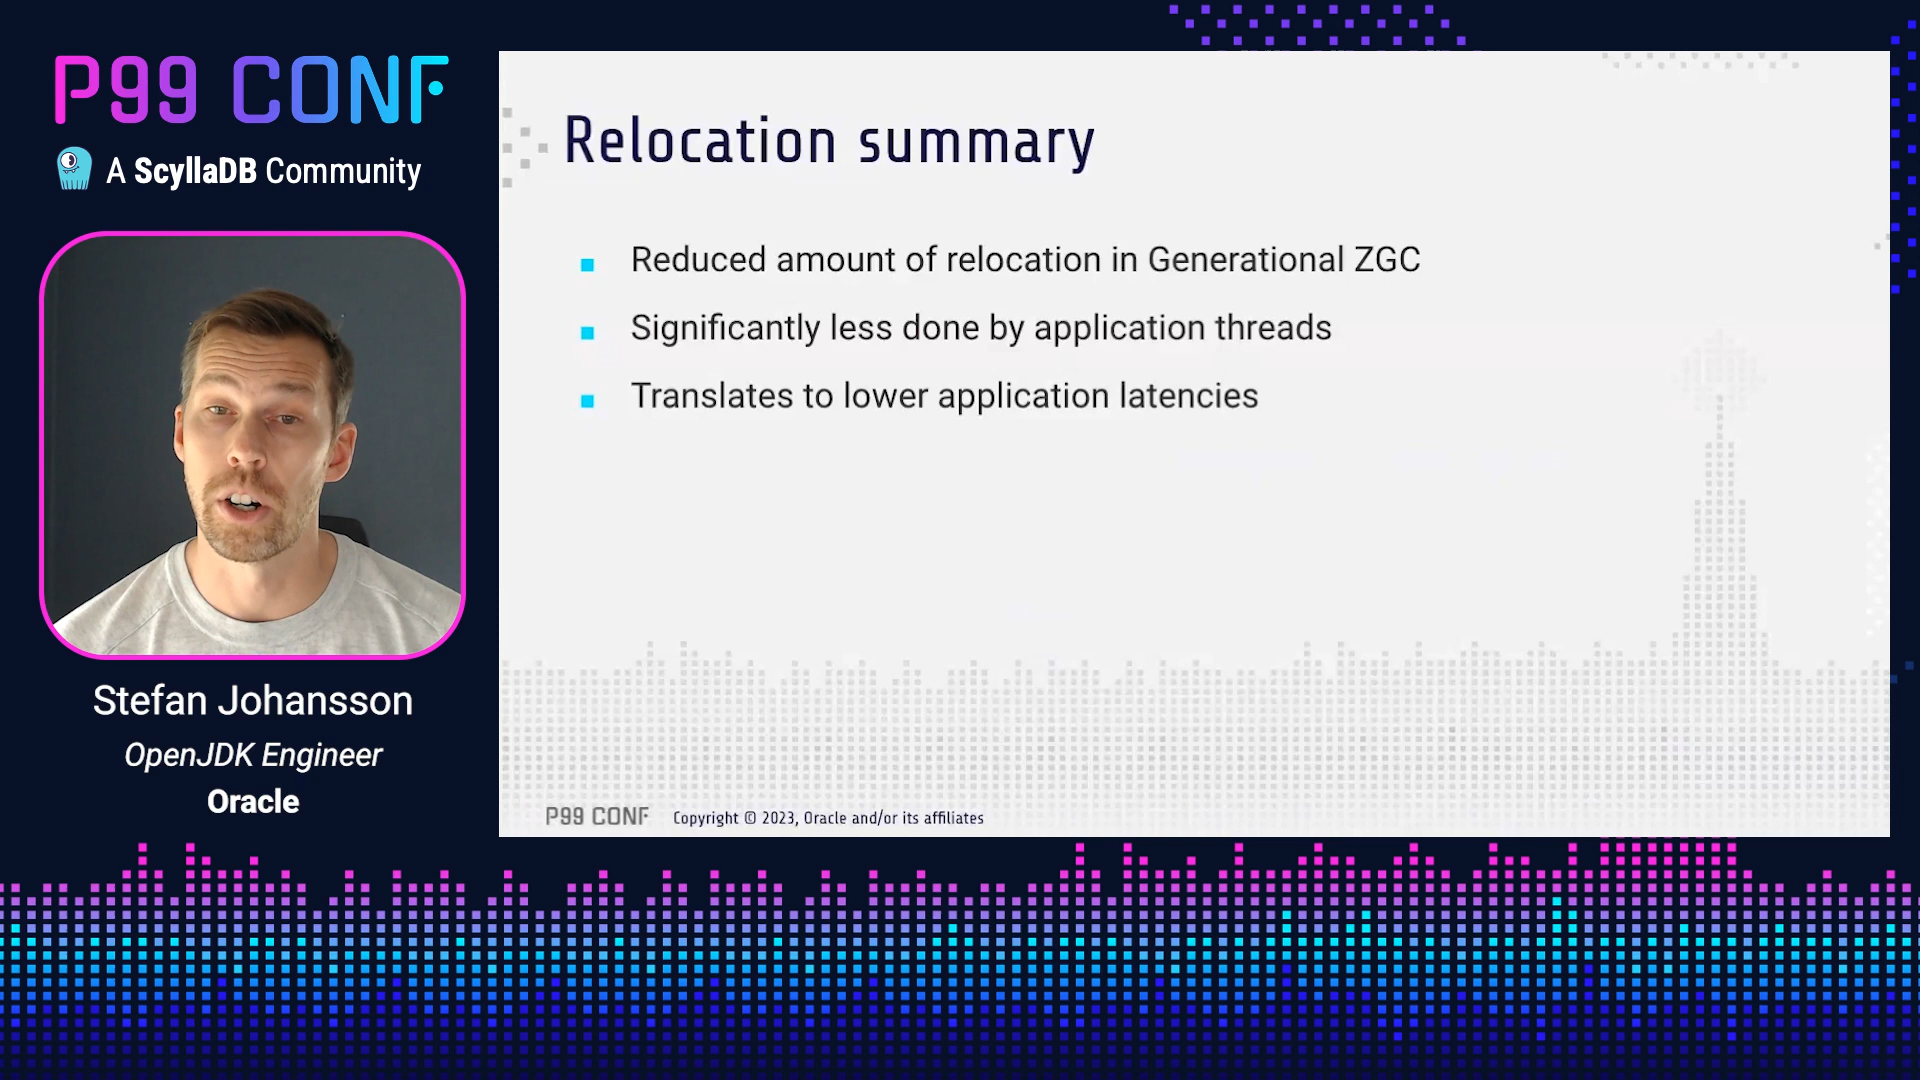 P99 CONF
A ScyllaDB Community
Stefan Johansson
OpenJDK Engineer
Oracle
Relocation summary
Reduced amount of relocation in Generational ZGC
Significantly less done by application threads
Translates to lower application latencies
P99 CONF Copyright © 2023, Oracle and/or its affiliates